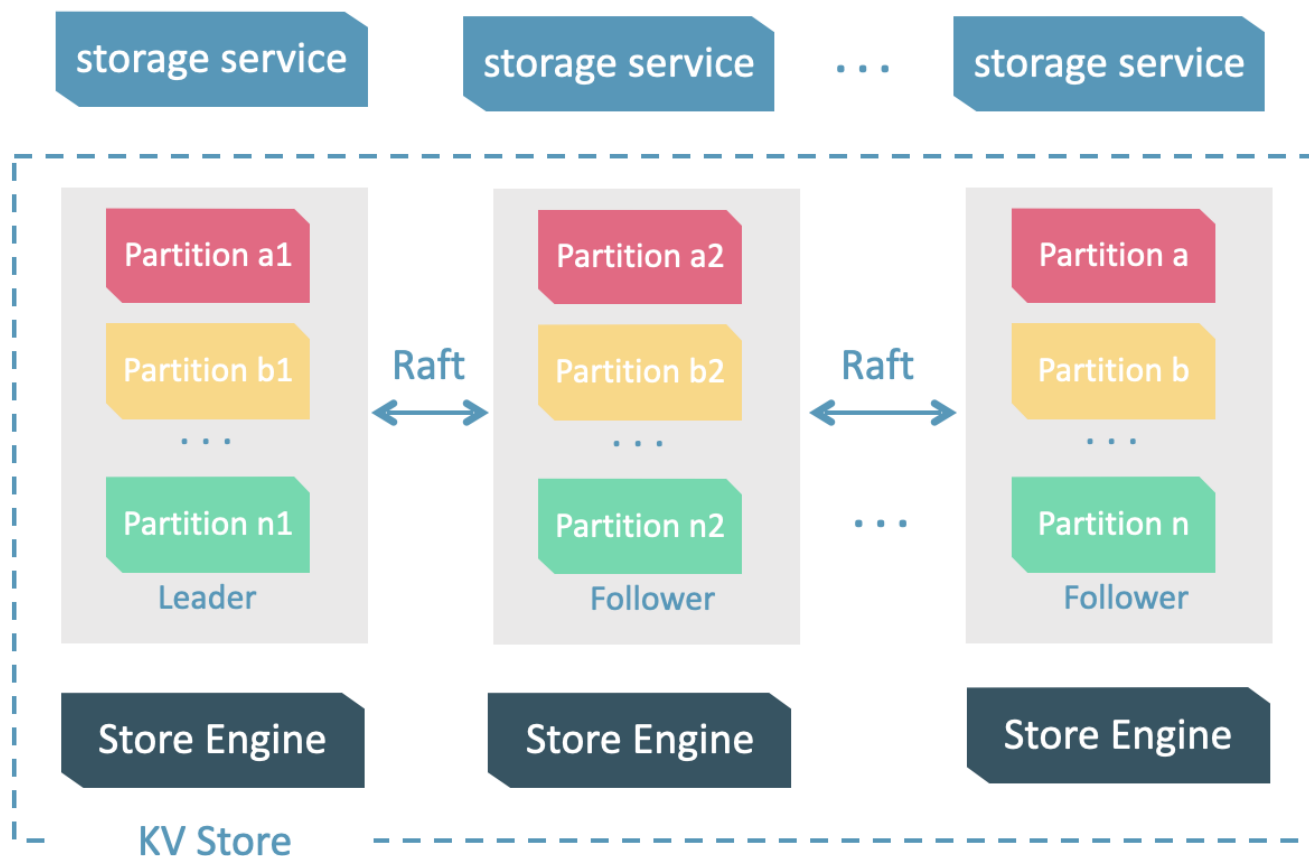 storage service
storage service
...
storage service
Partition a1
Partition b1
...
Partition n1
Leader
Raft
Partition a2
Partition b2
...
Partition n2
Follower
Raft
...
Partition a
Partition b
...
Partition n
Follower
Store Engine
Store Engine
Store Engine
KV Store